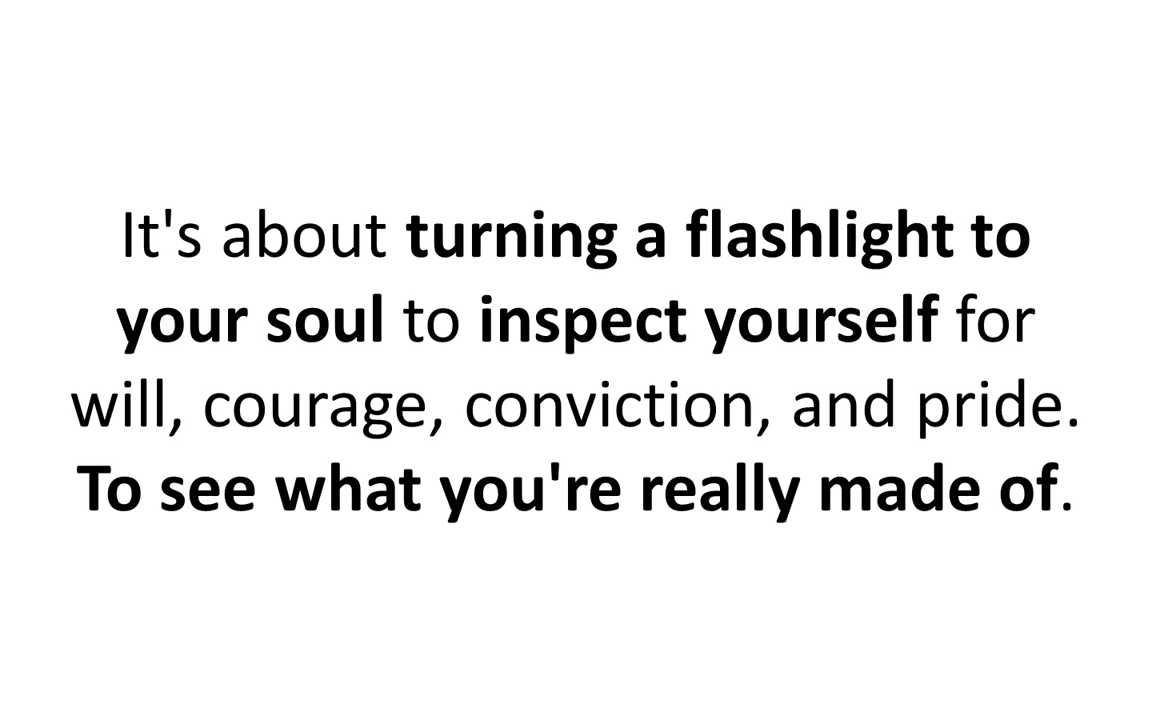 It's about turning a flashlight to
your soul to inspect yourself for
will, courage, conviction, and pride.
To see what you're really made of.